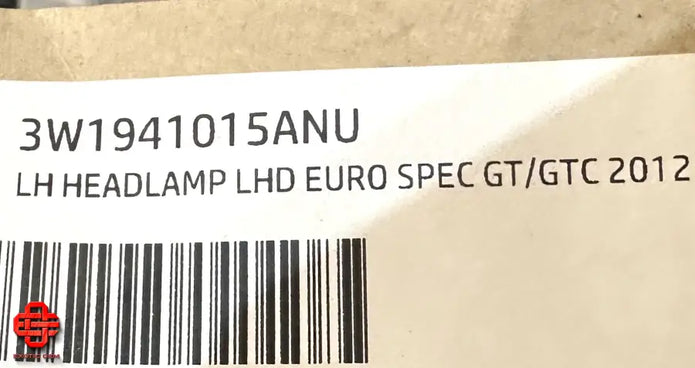 3W1941015ANU
LH HEADLAMP LHD EURO SPEC GT/GTC 2012